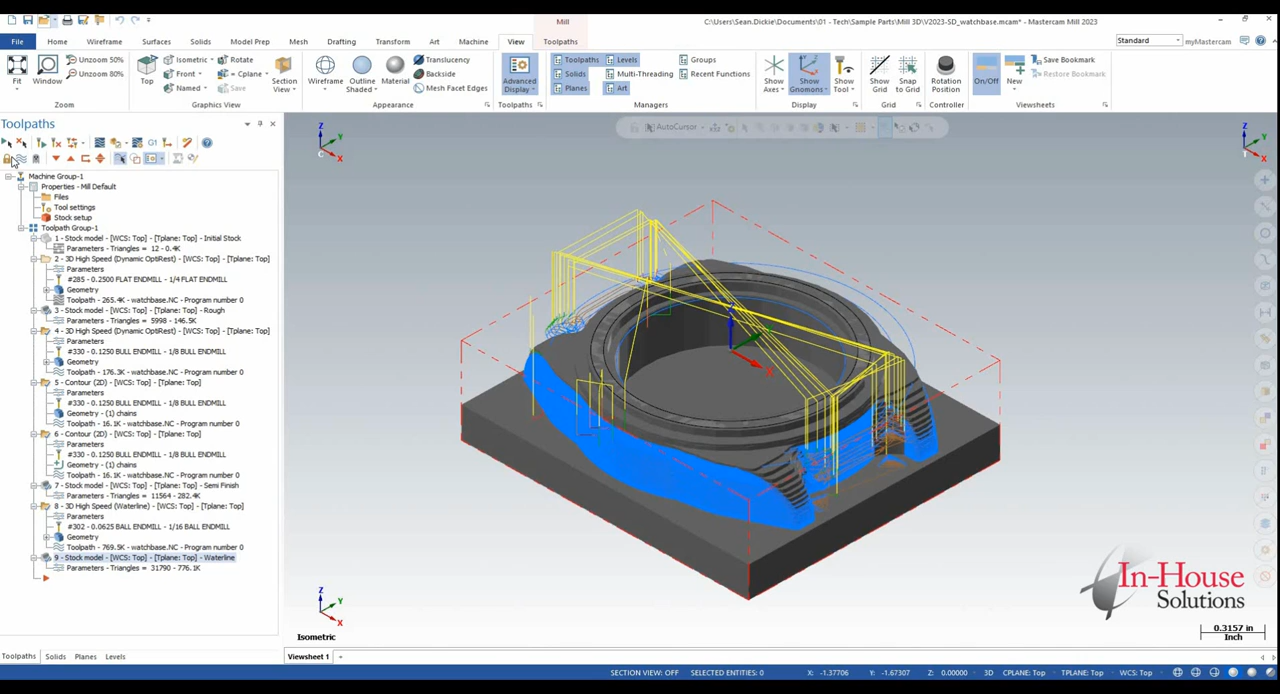 Mill
C:\Users\Sean.Dickie\Documents\01 - Tech\Sample Parts\Mill 3D\V2023-SD_watchbase.mcam* - Mastercam Mill 2023
File Home Wireframe Surfaces Solids Model Prep Mesh Drafting Transform Art Machine View Toolpaths
Standard myMastercam
Fit Window Unzoom 50% Unzoom 80%
Zoom
Top Isometric Front Named Rotate = Cplane Save Section View
Graphics View
Wireframe Outline Shaded Material Translucency Backside Mesh Facet Edges
Appearance
Advanced Display
Toolpaths
Toolpaths Levels Groups
Solids Multi-Threading Recent Functions
Planes Art
Managers
Show Axes Show Gnomons Show Tool
Display
Show Grid Snap to Grid
Grid
Rotation Position
Controller
On/Off New Save Bookmark Restore Bookmark
Viewsheets
Toolpaths
AutoCursor
G1
Machine Group-1
Properties - Mill Default
Files
Tool settings
Stock setup
Toolpath Group-1
1 - Stock model - [WCS: Top] - [Tplane: Top] - Initial Stock
Parameters - Triangles = 12 - 0.4K
2 - 3D High Speed (Dynamic OptiRest) - [WCS: Top] - [Tplane: Top]
Parameters
#285 - 0.2500 FLAT ENDMILL - 1/4 FLAT ENDMILL
Geometry
Toolpath - 265.4K - watchbase.NC - Program number 0
3 - Stock model - [WCS: Top] - [Tplane: Top] - Rough
Parameters - Triangles = 5998 - 146.5K
4 - 3D High Speed (Dynamic OptiRest) - [WCS: Top] - [Tplane: Top]
Parameters
#330 - 0.1250 BULL ENDMILL - 1/8 BULL ENDMILL
Geometry
Toolpath - 176.3K - watchbase.NC - Program number 0
5 - Contour (2D) - [WCS: Top] - [Tplane: Top]
Parameters
#330 - 0.1250 BULL ENDMILL - 1/8 BULL ENDMILL
Geometry - (1) chains
Toolpath - 16.1K - watchbase.NC - Program number 0
6 - Contour (2D) - [WCS: Top] - [Tplane: Top]
Parameters
#330 - 0.1250 BULL ENDMILL - 1/8 BULL ENDMILL
Geometry - (1) chains
Toolpath - 16.1K - watchbase.NC - Program number 0
7 - Stock model - [WCS: Top] - [Tplane: Top] - Semi Finish
Parameters - Triangles = 11564 - 282.4K
8 - 3D High Speed (Waterline) - [WCS: Top] - [Tplane: Top]
Parameters
#302 - 0.0625 BALL ENDMILL - 1/16 BALL ENDMILL
Geometry
Toolpath - 769.5K - watchbase.NC - Program number 0
9 - Stock model - [WCS: Top] - [Tplane: Top] - Waterline
Parameters - Triangles = 31790 - 776.1K
Z
Y
X
C
Z
Y
X
T
X
Z
Y
X
Isometric
In-House
Solutions
0.3157 in
Inch
Toolpaths Solids Planes Levels
Viewsheet 1 +
SECTION VIEW: OFF SELECTED ENTITIES: 0 X: -1.37706 Y: -1.67307 Z: 0.00000 3D CPLANE: Top TPLANE: Top WCS: Top